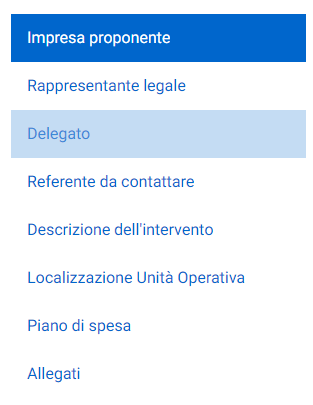 Impresa proponente
Rappresentante legale
Delegato
Referente da contattare
Descrizione dell'intervento
Localizzazione Unità Operativa
Piano di spesa
Allegati